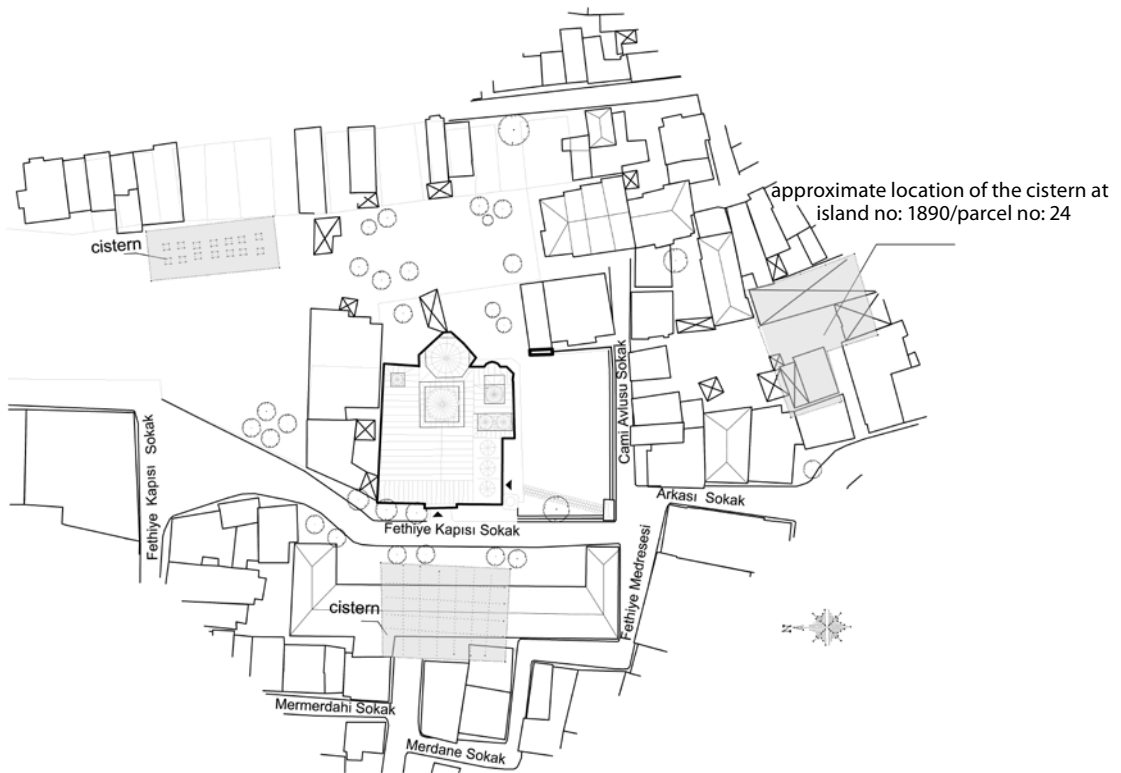 approximate location of the cistern at
island no: 1890/parcel no: 24
cistern
Cami Avlusu Sokak
Fethiye Kapısı Sokak
Arkası Sokak
Fethiye Kapısı Sokak
Fethiye Medresesi
cistern
Mermerdahi Sokak
Merdane Sokak
N